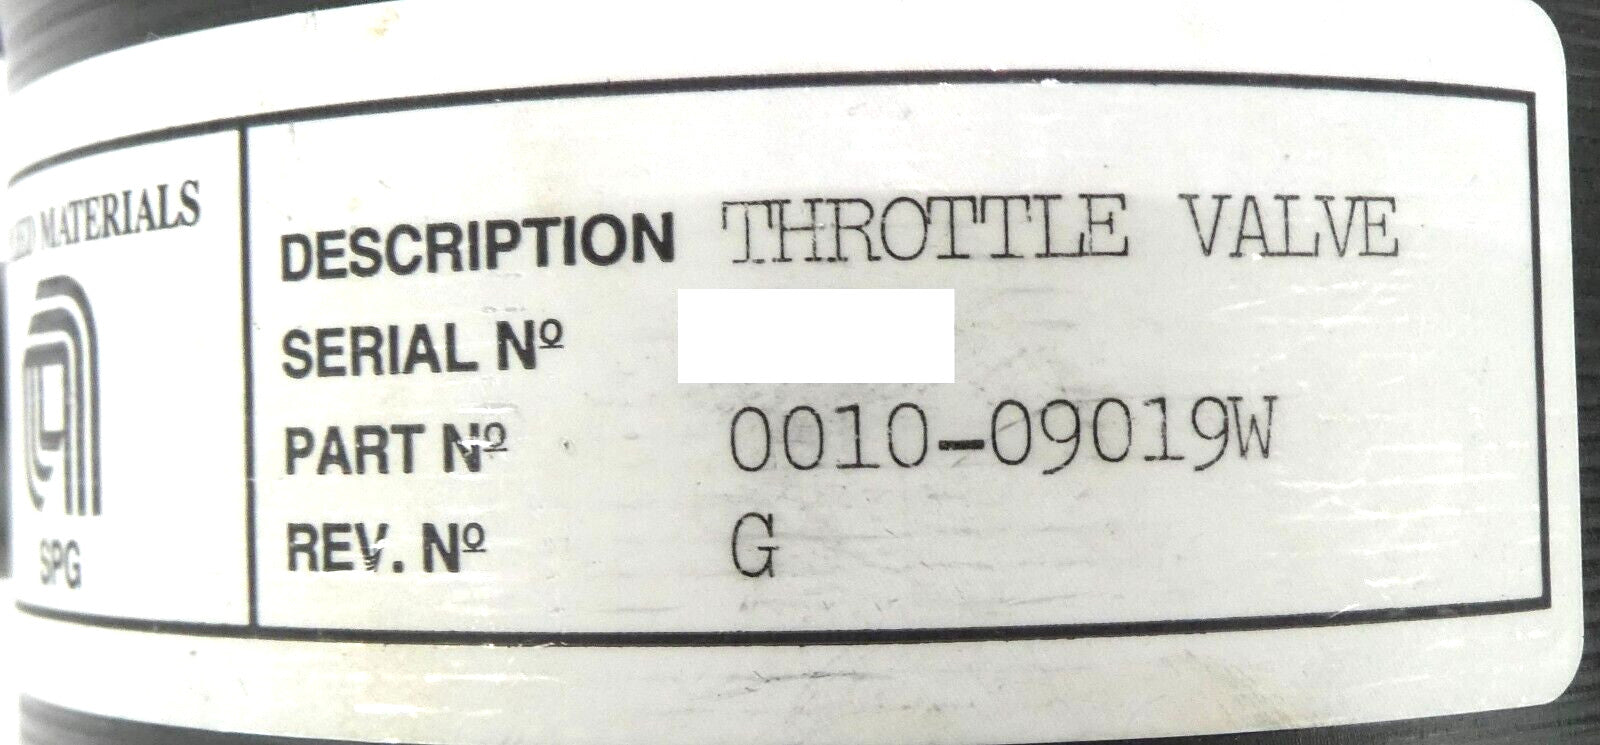 MATERIALS
SPG
DESCRIPTION THROTTLE VALVE
SERIAL Nº
PART Nº 0010-09019W
REV. Nº G